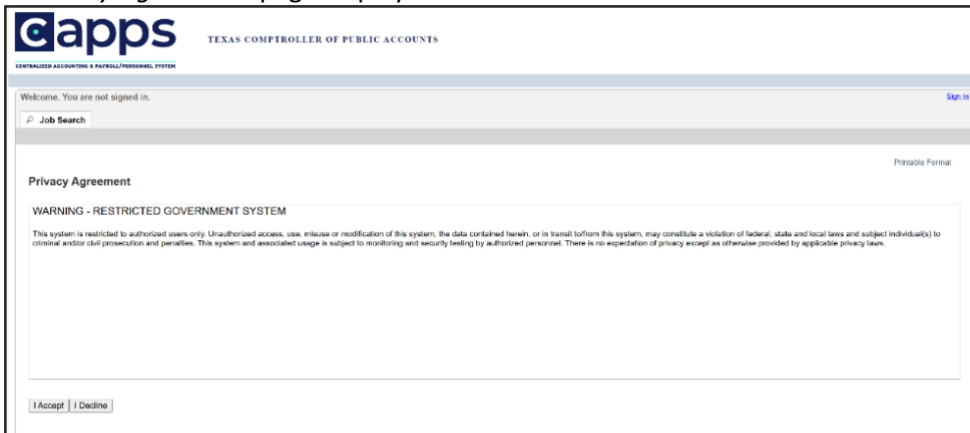 capps
TEXAS COMPTROLLER OF PUBLIC ACCOUNTS
CENTRALIZED ACCOUNTING & PAYROLL/PERSONNEL SYSTEM
Welcome. You are not signed in.
Sign In
Job Search
Printable Format
Privacy Agreement
WARNING - RESTRICTED GOVERNMENT SYSTEM
This system is restricted to authorized users only. Unauthorized access, use, misuse or modification of this system, the data contained herein, or in transit to/from this system, may constitute a violation of federal, state and local laws and subject individual(s) to
criminal and/or civil prosecution and penalties. This system and associated usage is subject to monitoring and security testing by authorized personnel. There is no expectation of privacy except as otherwise provided by applicable privacy laws.
I Accept
I Decline